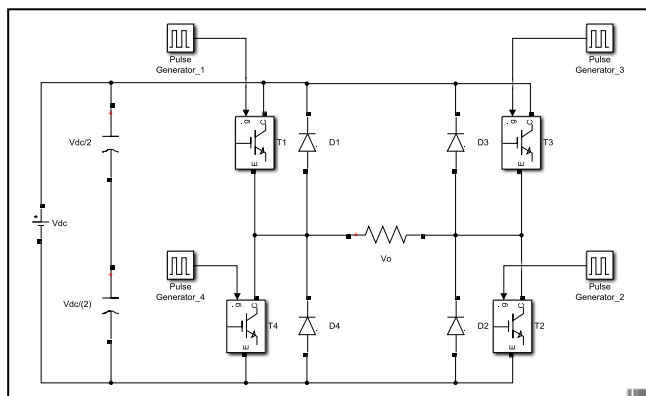 Pulse
Generator_1
Pulse
Generator_3
g C
E
T1
D1
D3
g C
E
T3
Vdc/2
+
Vdc
+
+
Vo
Pulse
Generator_4
Pulse
Generator_2
Vdc/(2)
g C
E
T4
D4
D2
g C
E
T2